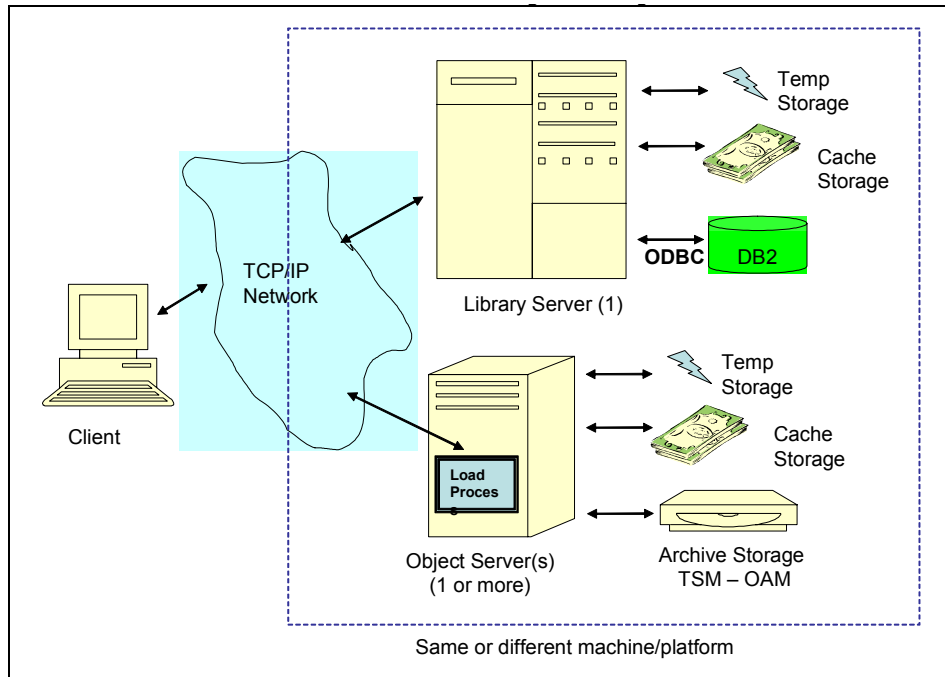 Temp
Storage
Cache
Storage
ODBC
DB2
TCP/IP
Network
Library Server (1)
Client
Temp
Storage
Cache
Storage
Load
Proces
s
Object Server(s)
(1 or more)
Archive Storage
TSM – OAM
Same or different machine/platform